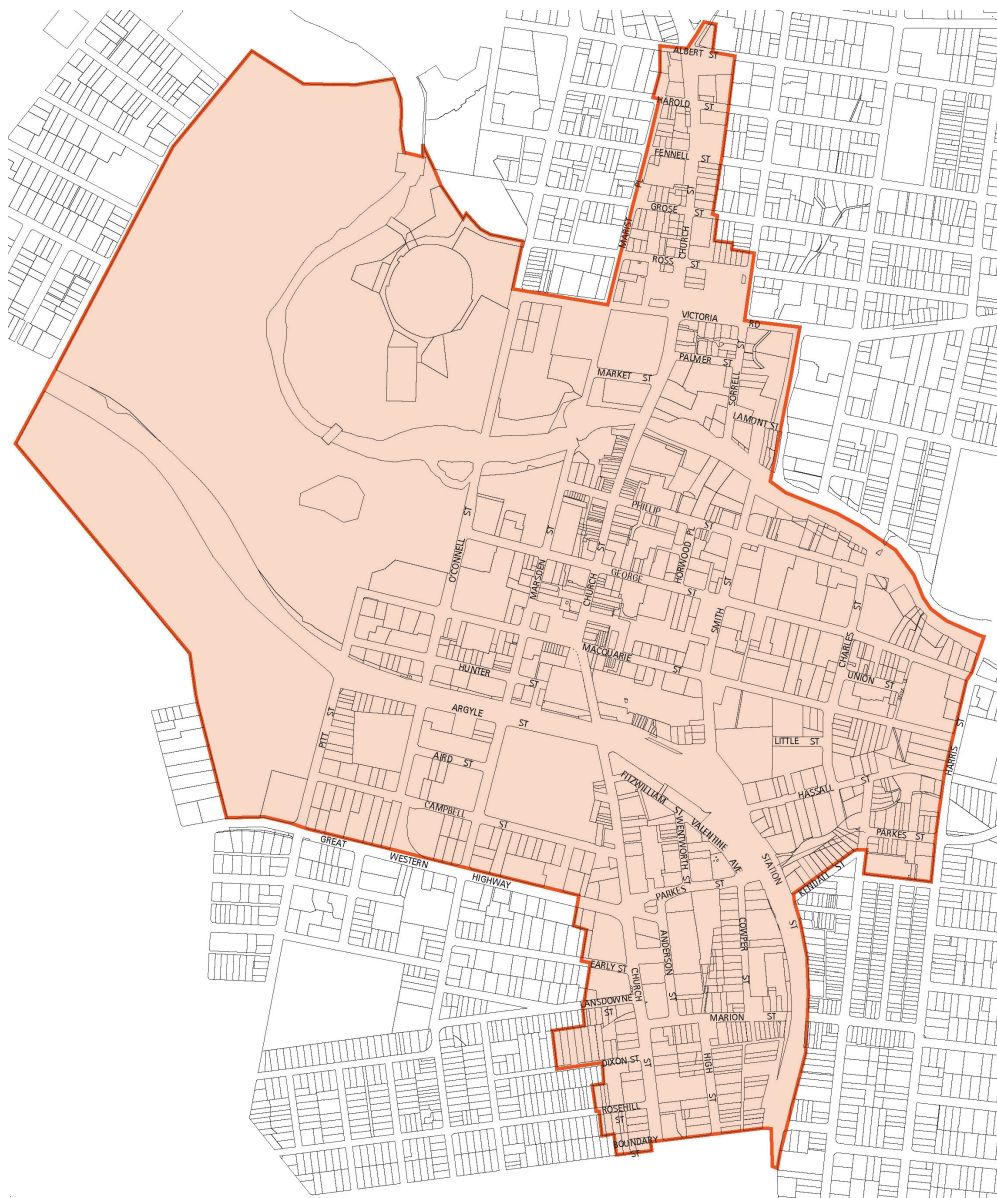 ALBERT ST
HAROLD ST
FENNELL ST
PL
ST
GROSE ST
MARIST
CHURCH
ROSS ST
VICTORIA RD
ST
PALMER ST
MARKET ST
SORRELL
LAMONT ST
PHILLIP ST
ST
ST
ST
PL
O'CONNELL
MARSDEN
CHURCH
GEORGE ST
HORWOOD
ST
SMITH
ST
CHARLES
MACQUARIE ST
HUNTER ST
UNION ST
ARGYLE ST
ST
PITT
ST
HARRIS
LITTLE ST
AIRD ST
FITZWILLIAM ST
HASSALL ST
CAMPBELL ST
WENTWORTH ST
VALENTINE AVE
PARKES ST
GREAT WESTERN HIGHWAY
STATION ST
KENDALL ST
PARKES ST
ANDERSON ST
COWPER ST
EARLY ST
CHURCH ST
LANSDOWNE ST
MARION ST
DIXON ST
HIGH ST
ROSEHILL ST
BOUNDARY ST